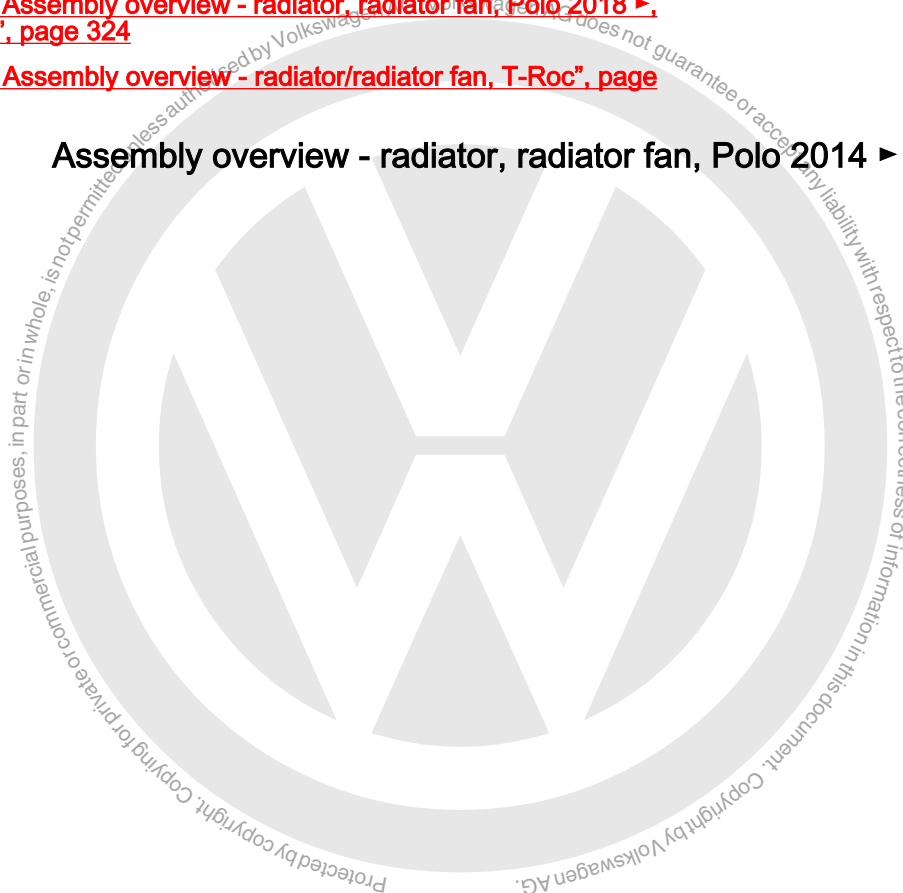 Assembly overview - radiator, radiator fan, Polo 2018 ►,
”, page 324
Assembly overview - radiator/radiator fan, T-Roc”, page
Assembly overview - radiator, radiator fan, Polo 2014 ►
Protected by copyright. Copying for private or commercial purposes, in part or in whole, is not permitted unless authorised by Volkswagen AG. Volkswagen AG does not guarantee or accept any liability with respect to the correctness of information in this document. Copyright by Volkswagen AG.